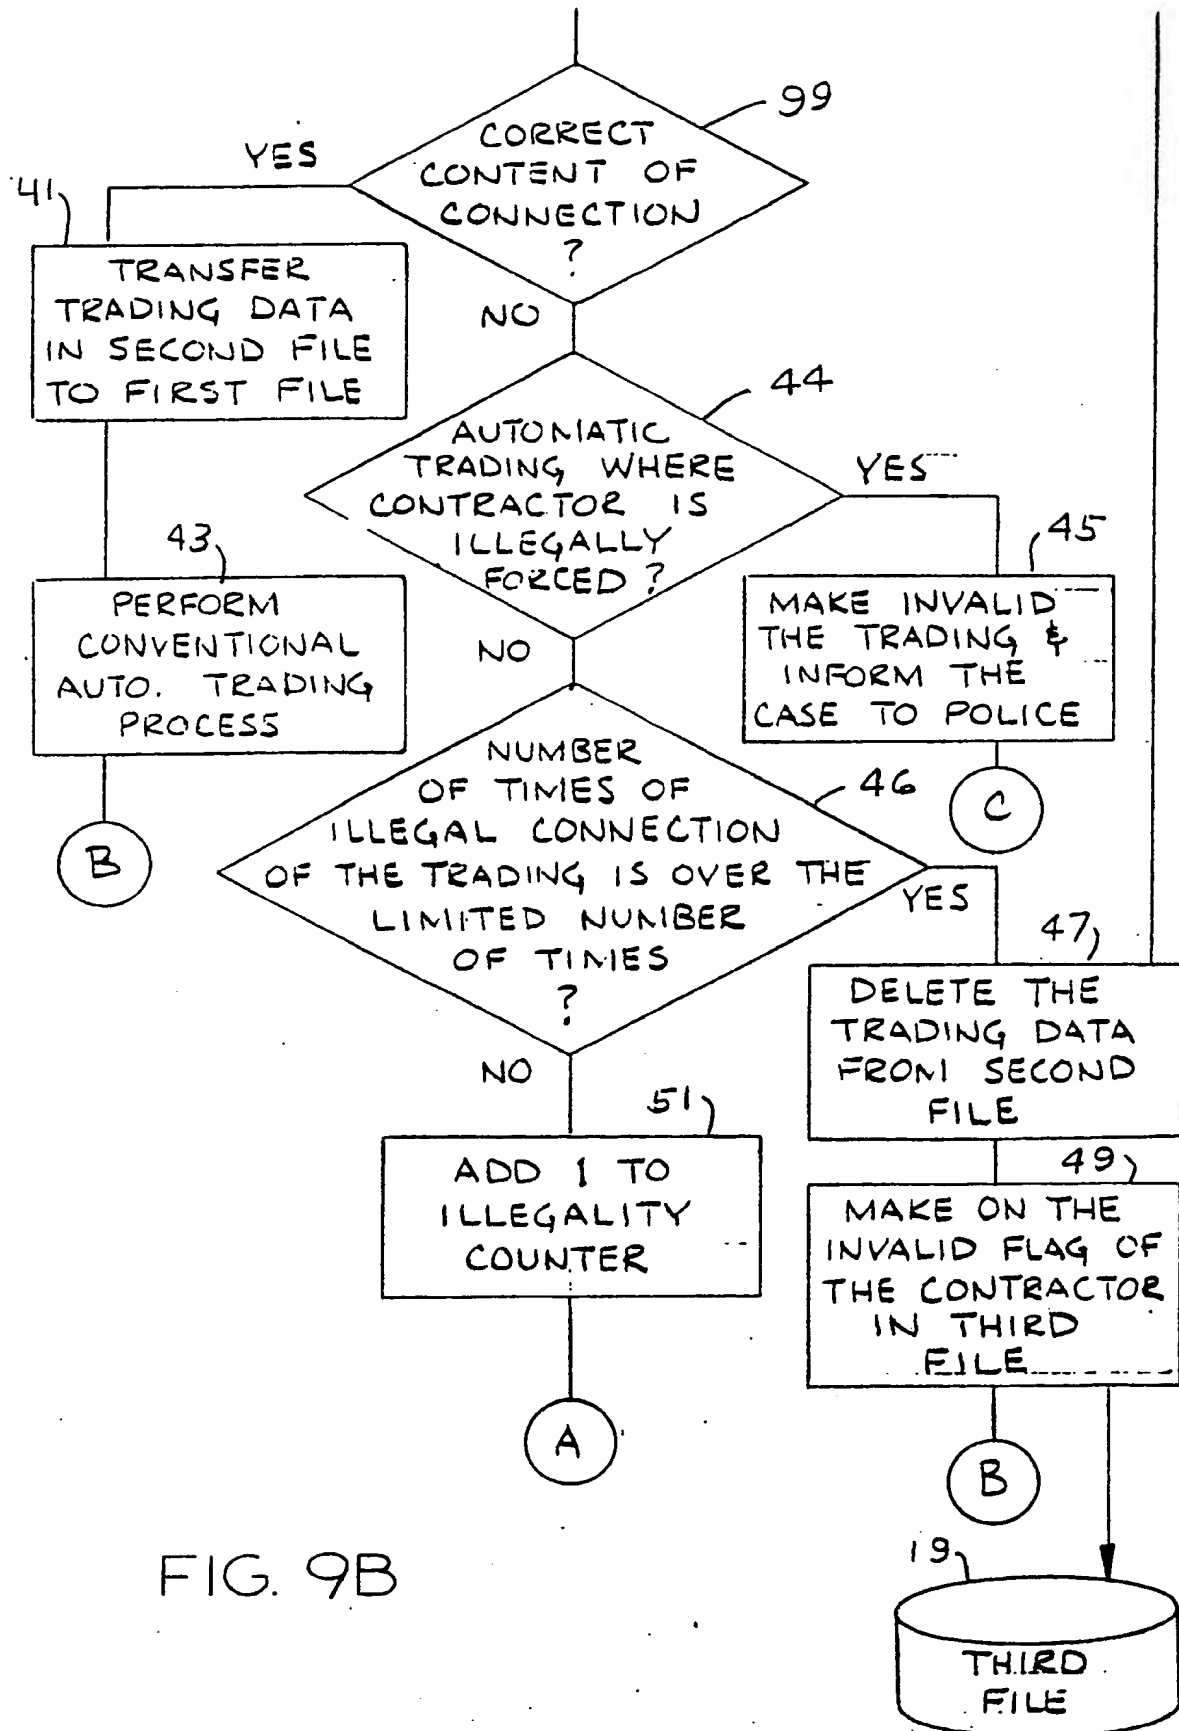 99
CORRECT
CONTENT OF
CONNECTION
?
YES
NO
41
TRANSFER
TRADING DATA
IN SECOND FILE
TO FIRST FILE
43
PERFORM
CONVENTIONAL
AUTO. TRADING
PROCESS
B
44
AUTOMATIC
TRADING WHERE
CONTRACTOR IS
ILLEGALLY
FORCED ?
YES
NO
45
MAKE INVALID
THE TRADING &
INFORM THE
CASE TO POLICE
C
46
NUMBER
OF TIMES OF
ILLEGAL CONNECTION
OF THE TRADING IS OVER THE
LIMITED NUMBER
OF TIMES
?
YES
NO
47
DELETE THE
TRADING DATA
FROM SECOND
FILE
51
ADD 1 TO
ILLEGALITY
COUNTER
A
49
MAKE ON THE
INVALID FLAG OF
THE CONTRACTOR
IN THIRD
FILE
B
19
THIRD
FILE
FIG. 9B